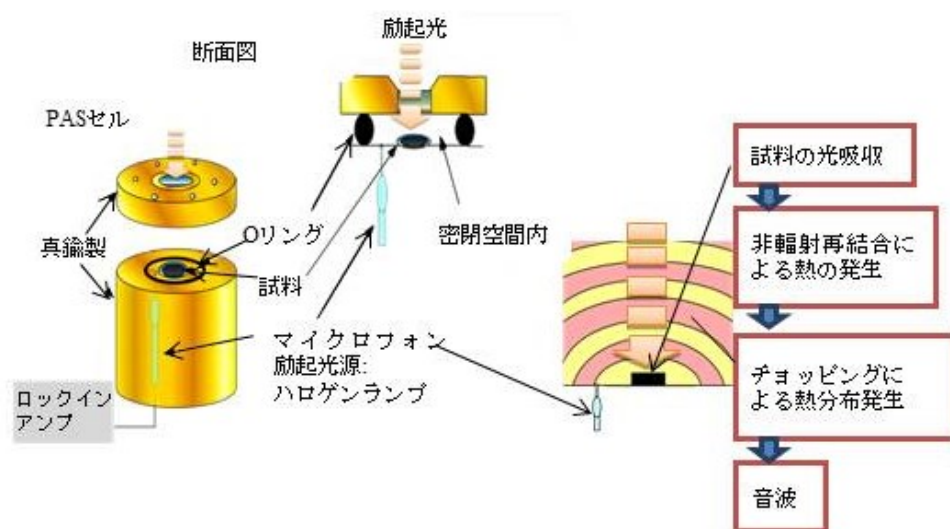 励起光
断面図
PASセル
試料の光吸収
真鍮製
Oリング
密閉空間内
試料
非輻射再結合に
よる熱の発生
マイクロフォン
励起光源:
ハロゲンランプ
ロックイン
アンプ
チョッピングに
よる熱分布発生
音波